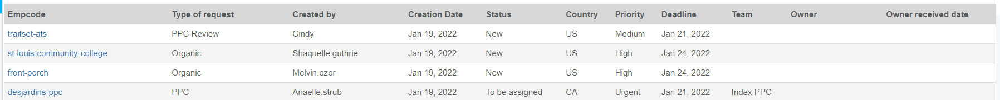 Empcode Type of request Created by Creation Date Status Country Priority Deadline Team Owner Owner received date
traitset-ats PPC Review Cindy Jan 19, 2022 New US Medium Jan 21, 2022
st-louis-community-college Organic Shaquelle.guthrie Jan 19, 2022 New US High Jan 24, 2022
front-porch Organic Melvin.ozor Jan 19, 2022 New US High Jan 24, 2022
desjardins-ppc PPC Anaelle.strub Jan 19, 2022 To be assigned CA Urgent Jan 21, 2022 Index PPC